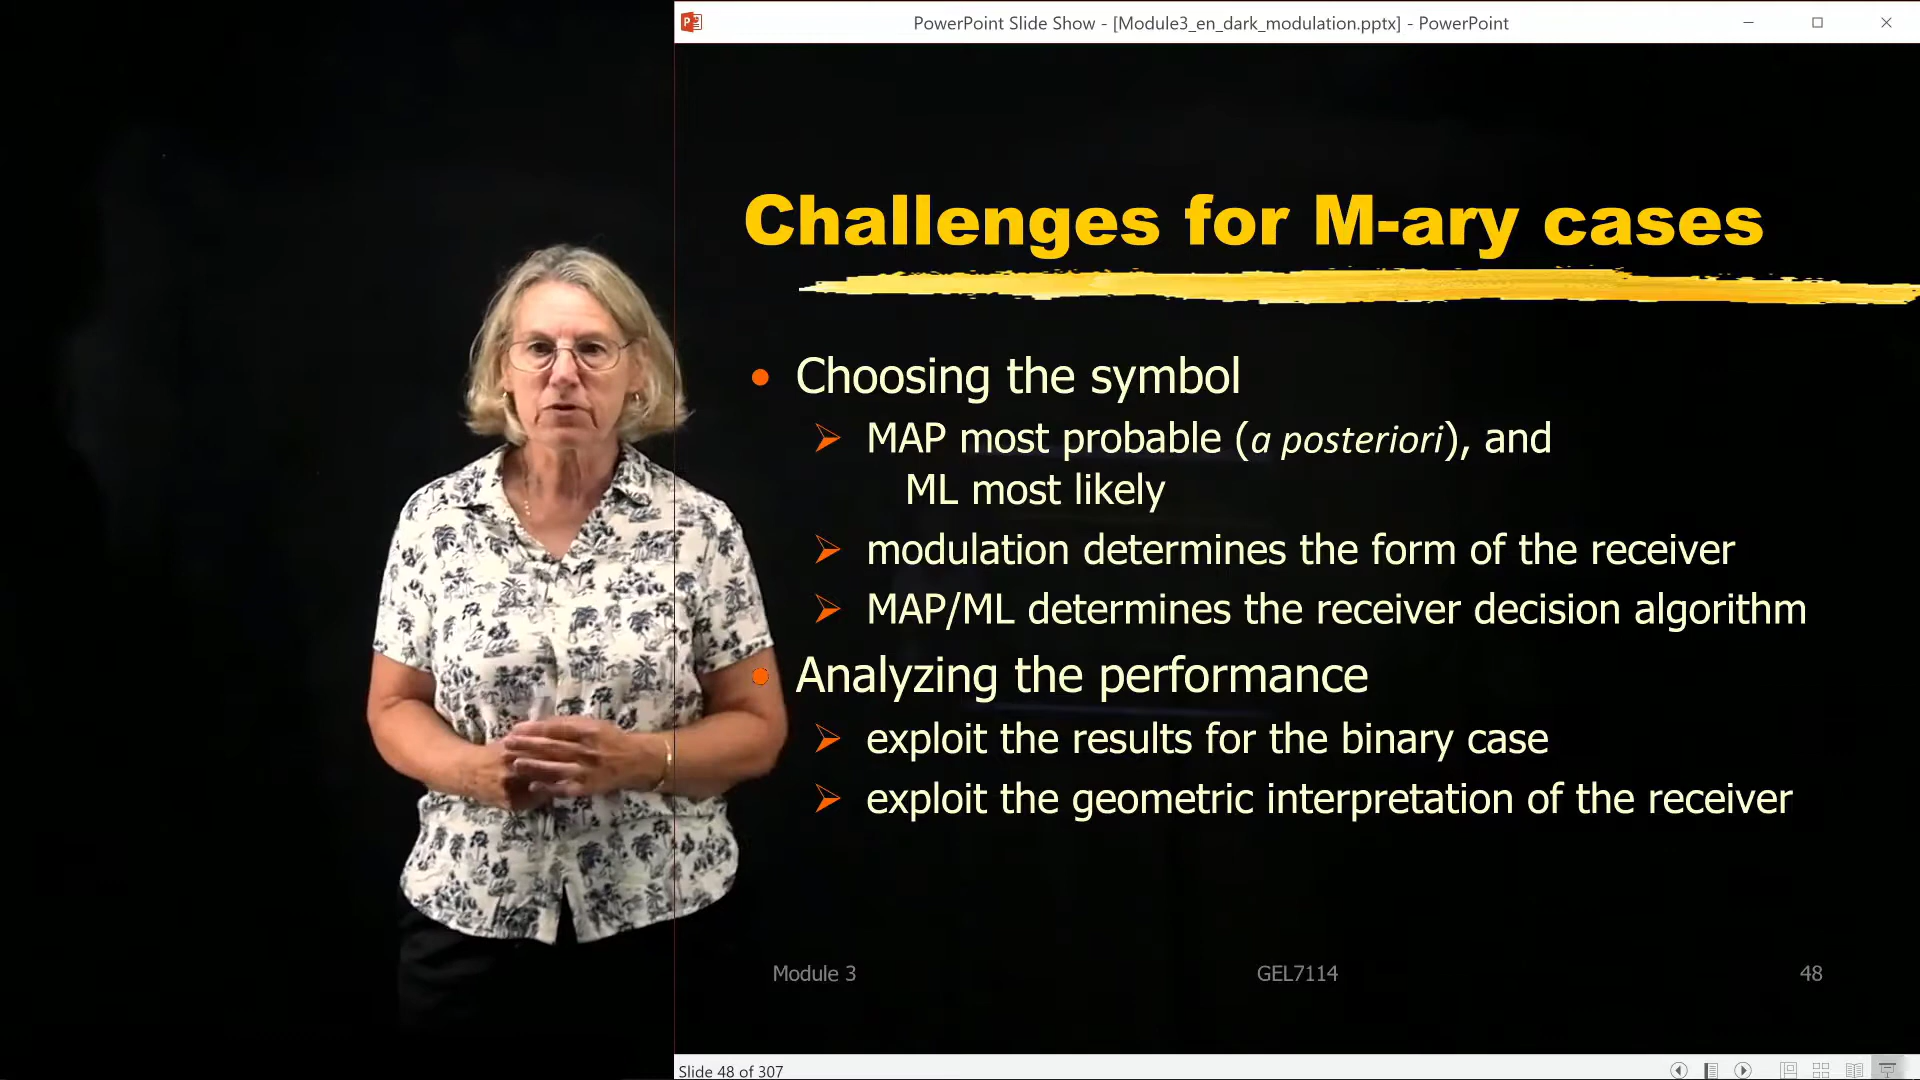 PowerPoint Slide Show - [Module3_en_dark_modulation.pptx] - PowerPoint
Challenges for M-ary cases
Choosing the symbol
MAP most probable (a posteriori), and
ML most likely
modulation determines the form of the receiver
MAP/ML determines the receiver decision algorithm
Analyzing the performance
exploit the results for the binary case
exploit the geometric interpretation of the receiver
Module 3 GEL7114 48
Slide 48 of 307